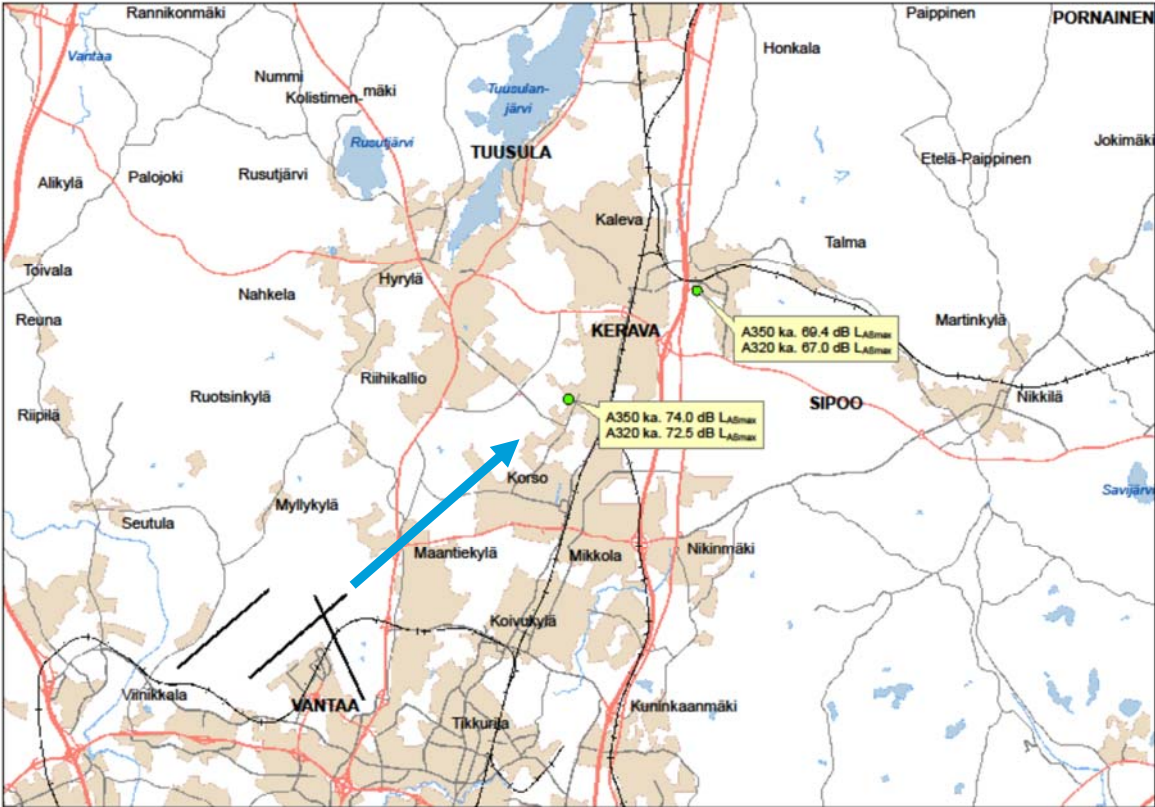 Rannikonmäki
Paippinen
PORNAINEN
Vantaa
Honkala
Nummi
Kolistimen-
mäki
Tuusulan-
järvi
Rusutjärvi
Jokimäki
TUUSULA
Etelä-Paippinen
Alikylä
Palojoki
Rusutjärvi
Kaleva
Talma
Toivala
Hyrylä
Nahkela
Reuna
KERAVA
A350 ka. 69.4 dB LASmax
A320 ka. 67.0 dB LASmax
Martinkylä
Riihikallio
Ruotsinkylä
Riipilä
SIPOO
Nikkilä
A350 ka. 74.0 dB LASmax
A320 ka. 72.5 dB LASmax
Korso
Savijärvi
Myllykylä
Seutula
Maantiekylä
Mikkola
Nikinmäki
Koivukylä
Viinikkala
VANTAA
Kuninkaanmäki
Tikkurila